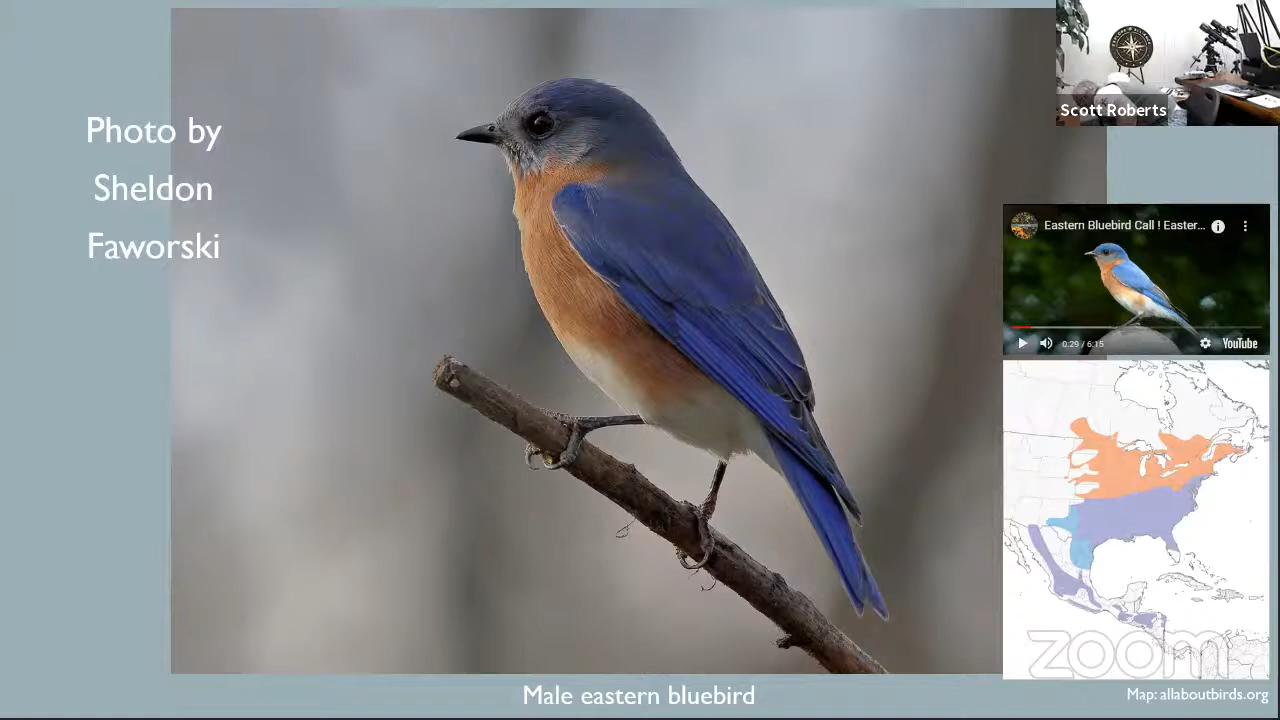 Photo by
Sheldon
Faworski
Scott Roberts
Eastern Bluebird Call ! Easter...
0:29 / 6:15
YouTube
zoom
Male eastern bluebird
Map: allaboutbirds.org